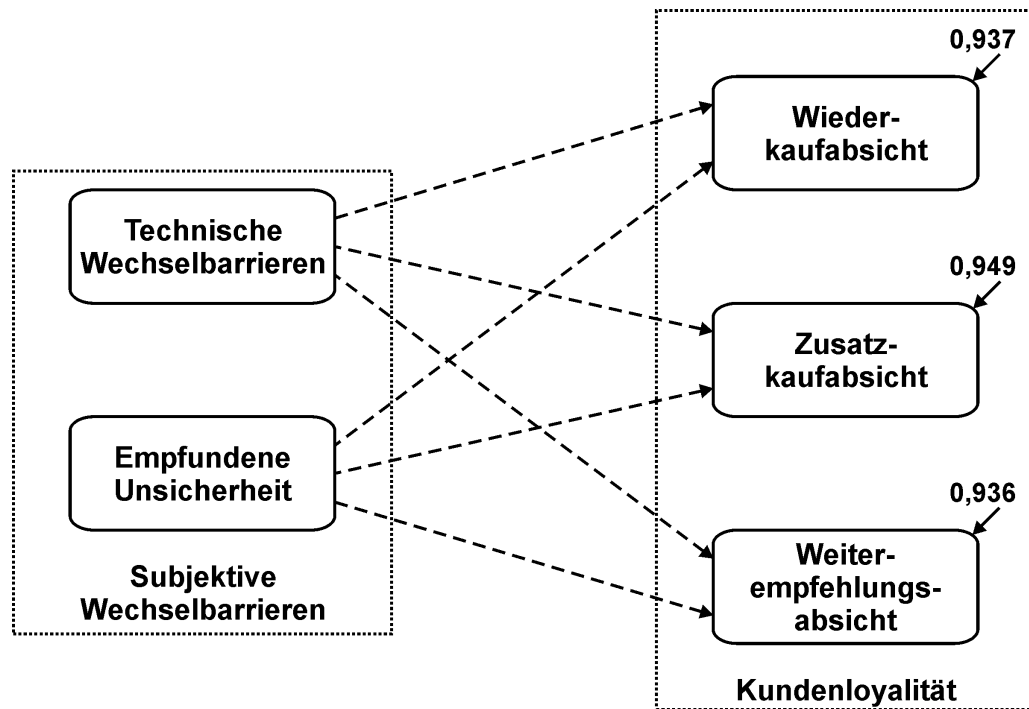 Technische
Wechselbarrieren
Empfundene
Unsicherheit
Subjektive
Wechselbarrieren
0,937
Wieder-
kaufabsicht
0,949
Zusatz-
kaufabsicht
0,936
Weiter-
empfehlungs-
absicht
Kundenloyalität